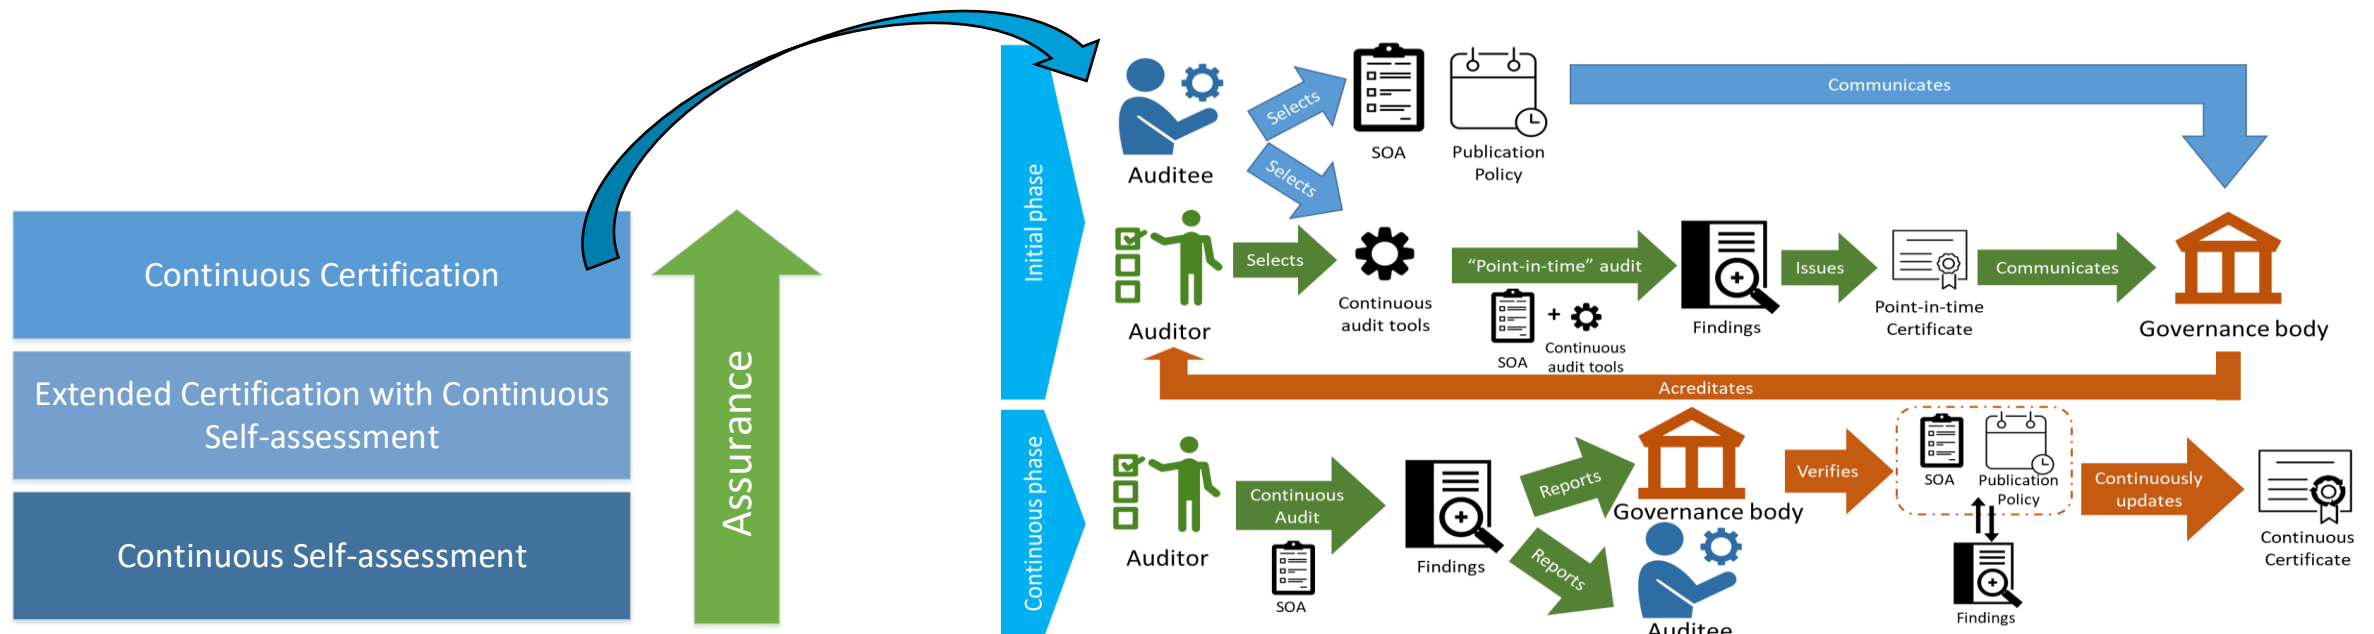 Continuous Certification
Extended Certification with Continuous
Self-assessment
Continuous Self-assessment
Assurance
Initial phase
Auditee
Selects
Selects
SOA
Publication
Policy
Communicates
Auditor
Selects
Continuous
audit tools
“Point-in-time” audit
SOA
+
Continuous
audit tools
Findings
Issues
Point-in-time
Certificate
Communicates
Governance body
Acreditates
Continuous phase
Auditor
Continuous
Audit
SOA
Findings
Reports
Reports
Governance body
Auditee
Verifies
SOA
Publication
Policy
Findings
Continuously
updates
Continuous
Certificate